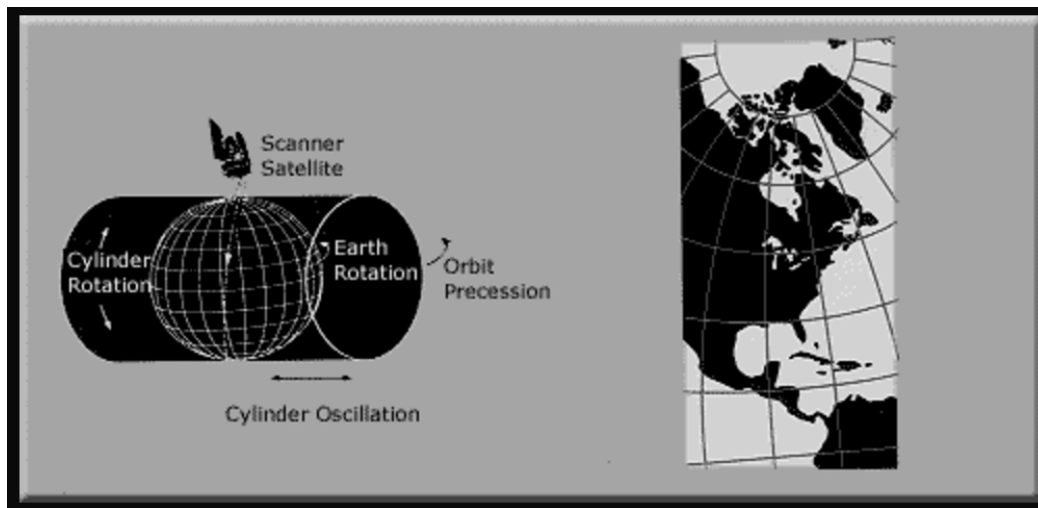 Scanner
Satellite
Cylinder
Rotation
Earth
Rotation
Orbit
Precession
Cylinder Oscillation